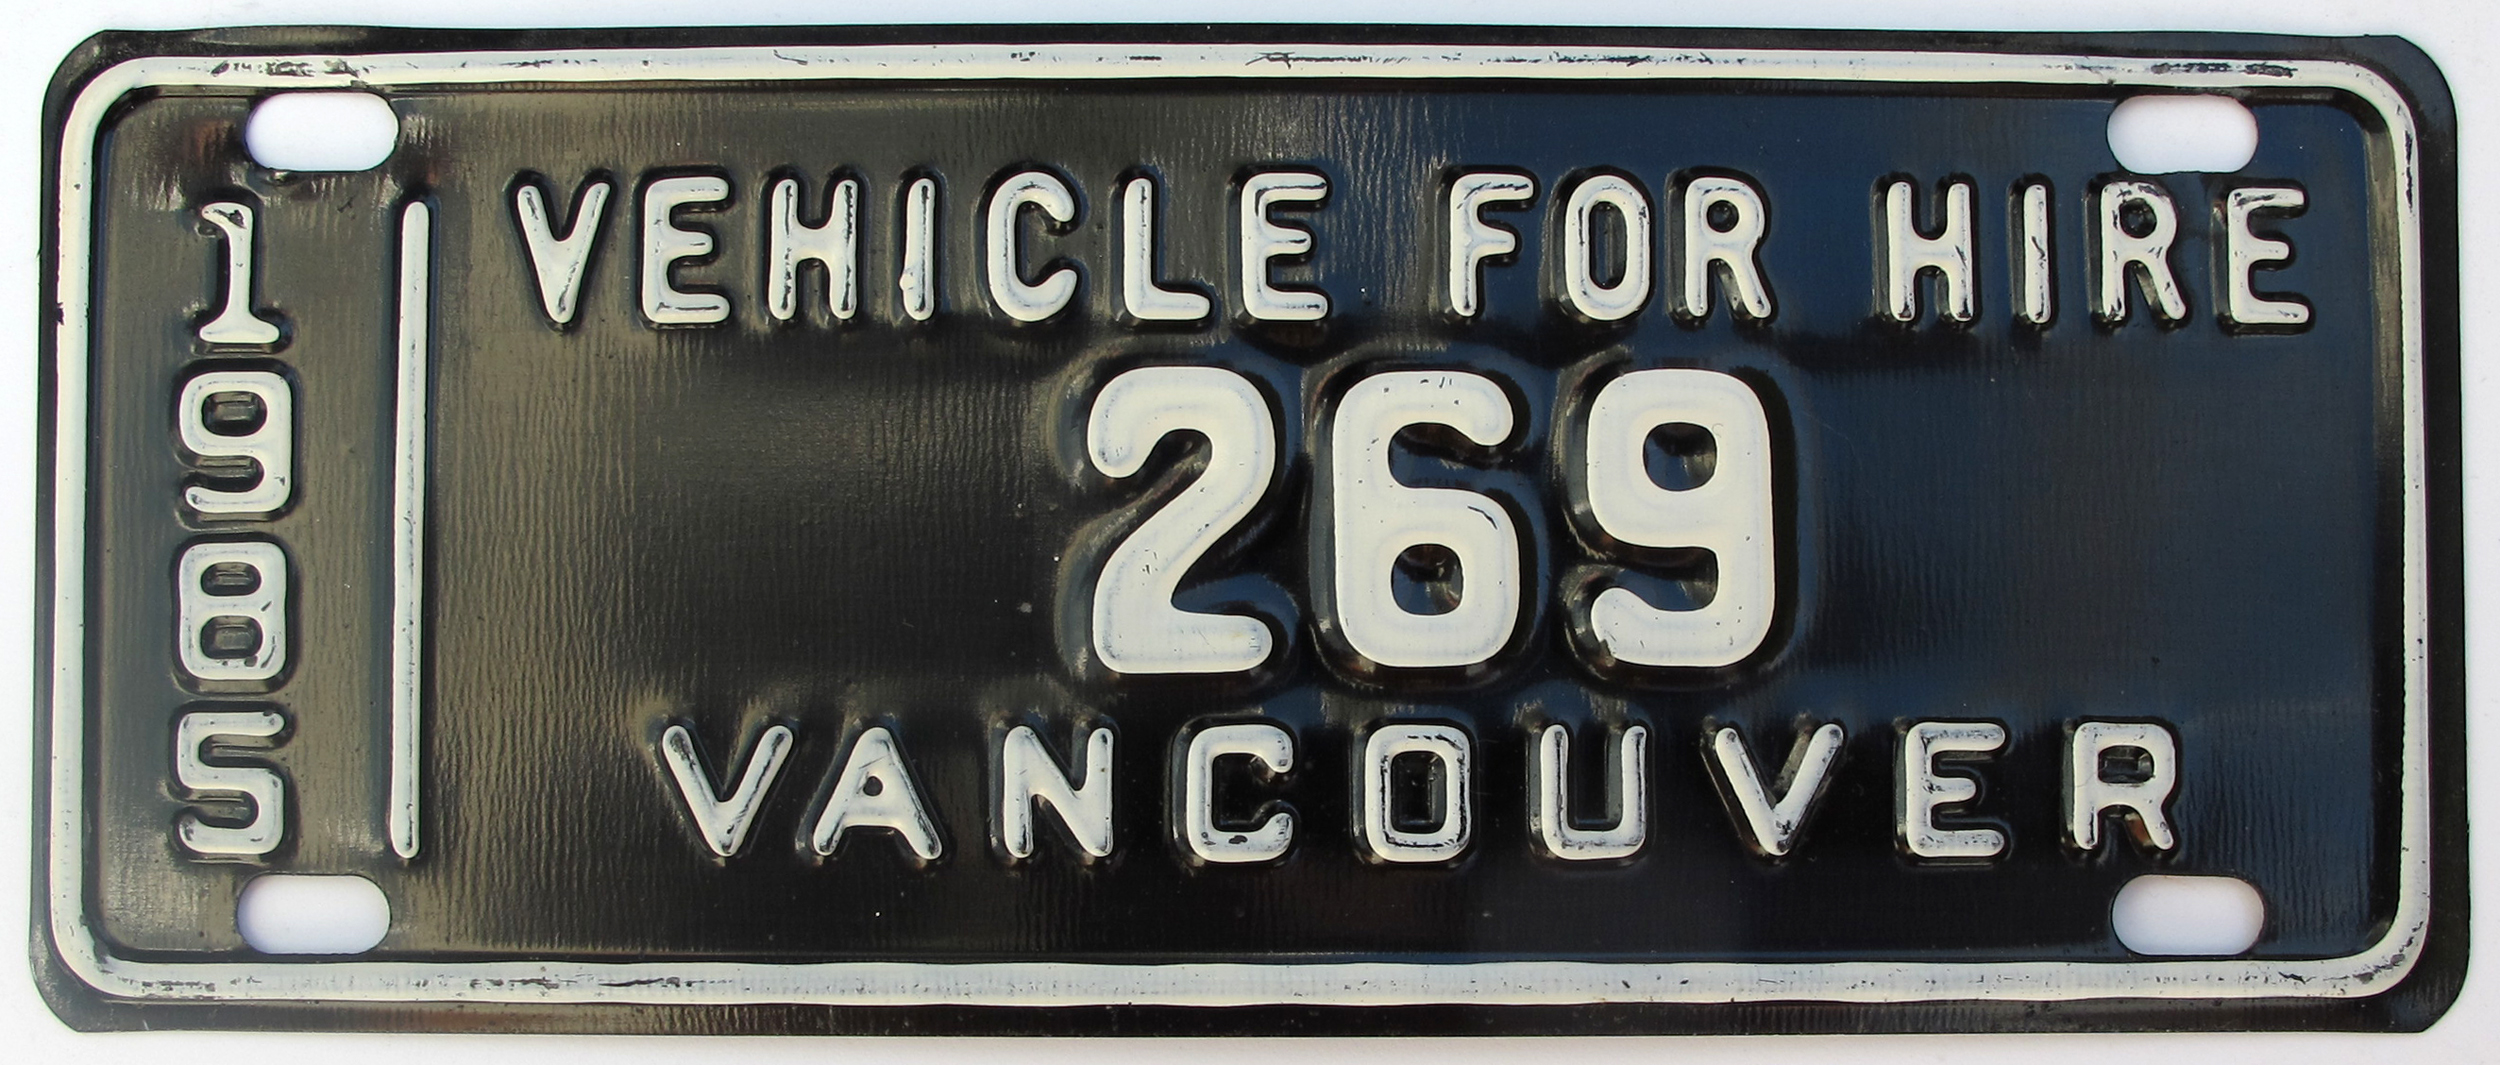 1985
VEHICLE FOR HIRE
269
VANCOUVER